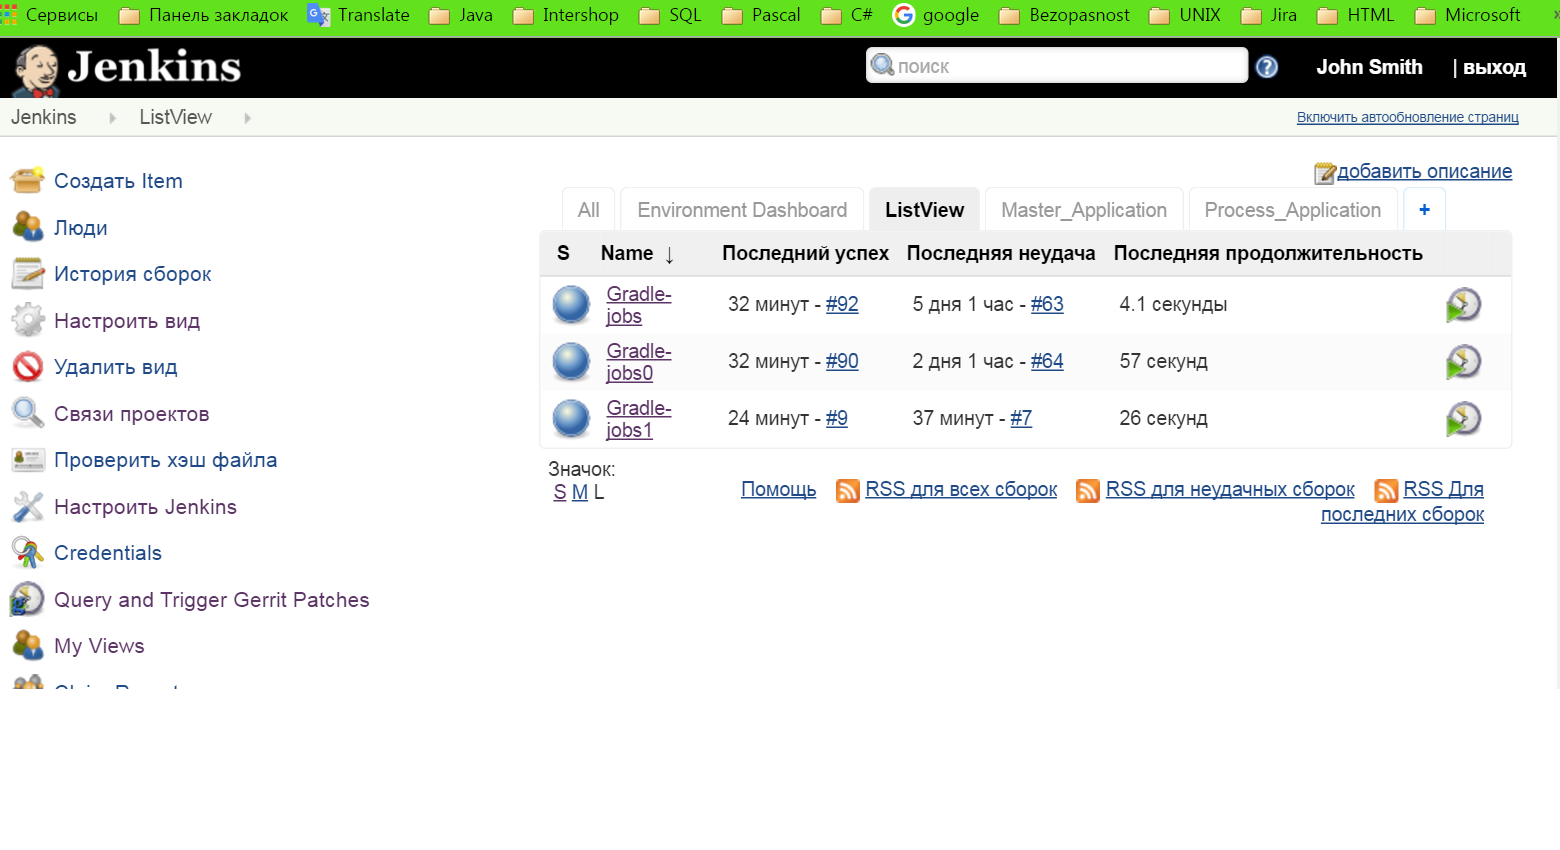 Сервисы Панель закладок Translate Java Intershop SQL Pascal C# google Bezopasnost UNIX Jira HTML Microsoft »
Jenkins поиск John Smith | выход
Jenkins ListView Включить автообновление страниц
добавить описание
Создать Item
Люди
История сборок
Настроить вид
Удалить вид
Связи проектов
Проверить хэш файла
Настроить Jenkins
Credentials
Query and Trigger Gerrit Patches
My Views
All Environment Dashboard ListView Master_Application Process_Application +
S Name ↓ Последний успех Последняя неудача Последняя продолжительность
Gradle-
jobs 32 минут - #92 5 дня 1 час - #63 4.1 секунды
Gradle-
jobs0 32 минут - #90 2 дня 1 час - #64 57 секунд
Gradle-
jobs1 24 минут - #9 37 минут - #7 26 секунд
Значок:
S M L
Помощь RSS для всех сборок RSS для неудачных сборок RSS Для
последних сборок